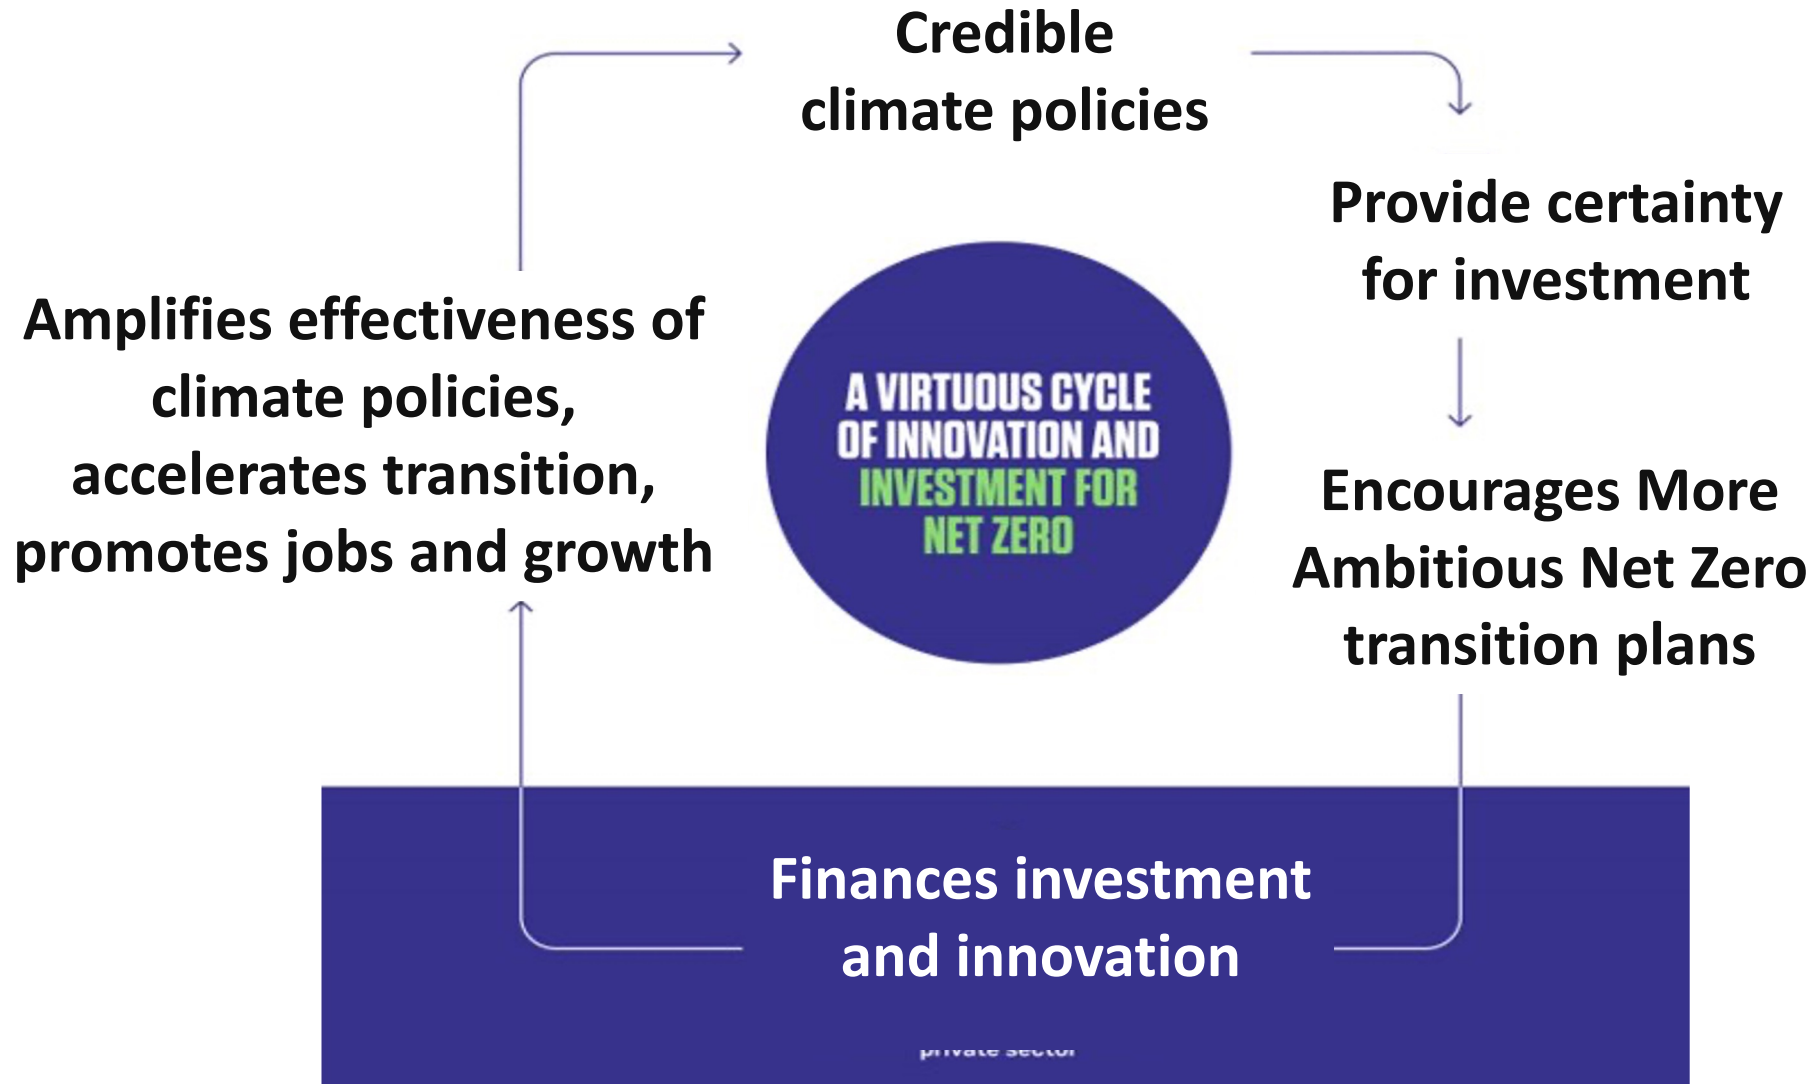 Credible
climate policies
Provide certainty
for investment
Amplifies effectiveness of
climate policies,
accelerates transition,
promotes jobs and growth
A VIRTUOUS CYCLE
OF INNOVATION AND
INVESTMENT FOR
NET ZERO
Encourages More
Ambitious Net Zero
transition plans
Finances investment
and innovation
private sector